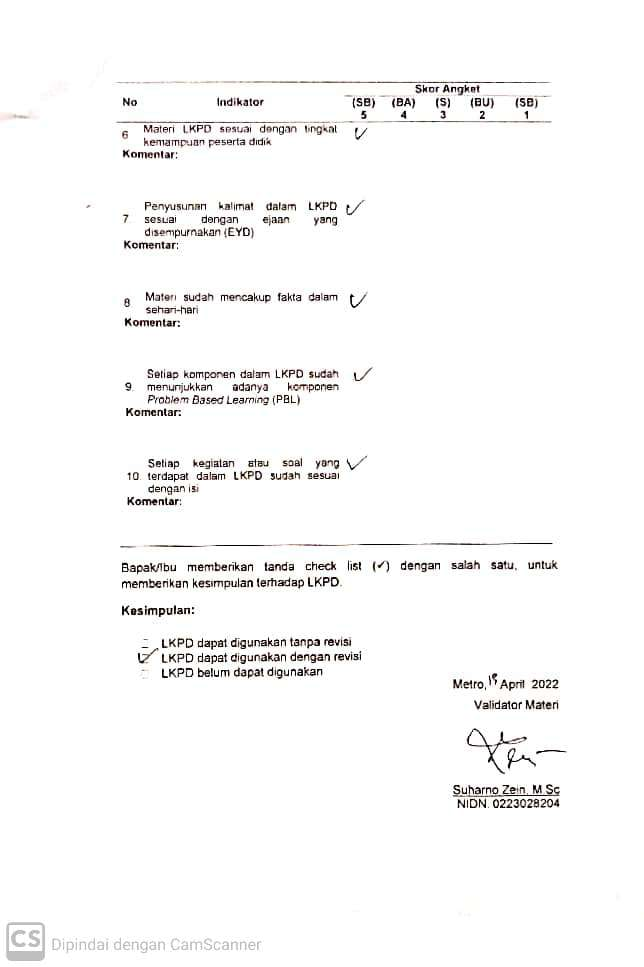 Skor Angket
No Indikator (SB) (BA) (S) (BU) (SB)
5 4 3 2 1
6 Materi LKPD sesuai dengan tingkat
kemampuan peserta didik
Komentar:
Penyusunan kalimat dalam LKPD
7 sesuai dengan ejaan yang
disempurnakan (EYD)
Komentar:
8 Materi sudah mencakup fakta dalam
sehari-hari
Komentar:
Setiap komponen dalam LKPD sudah
9. menunjukkan adanya komponen
Problem Based Learning (PBL)
Komentar:
Setiap kegiatan atau soal yang
10. terdapat dalam LKPD sudah sesuai
dengan isi
Komentar:
Bapak/Ibu memberikan tanda check list (✓) dengan salah satu, untuk
memberikan kesimpulan terhadap LKPD.
Kesimpulan:
LKPD dapat digunakan tanpa revisi
LKPD dapat digunakan dengan revisi
LKPD belum dapat digunakan
Metro, April 2022
Validator Materi
Suharno Zein, M.Sc
NIDN. 0223028204
CS Dipindai dengan CamScanner